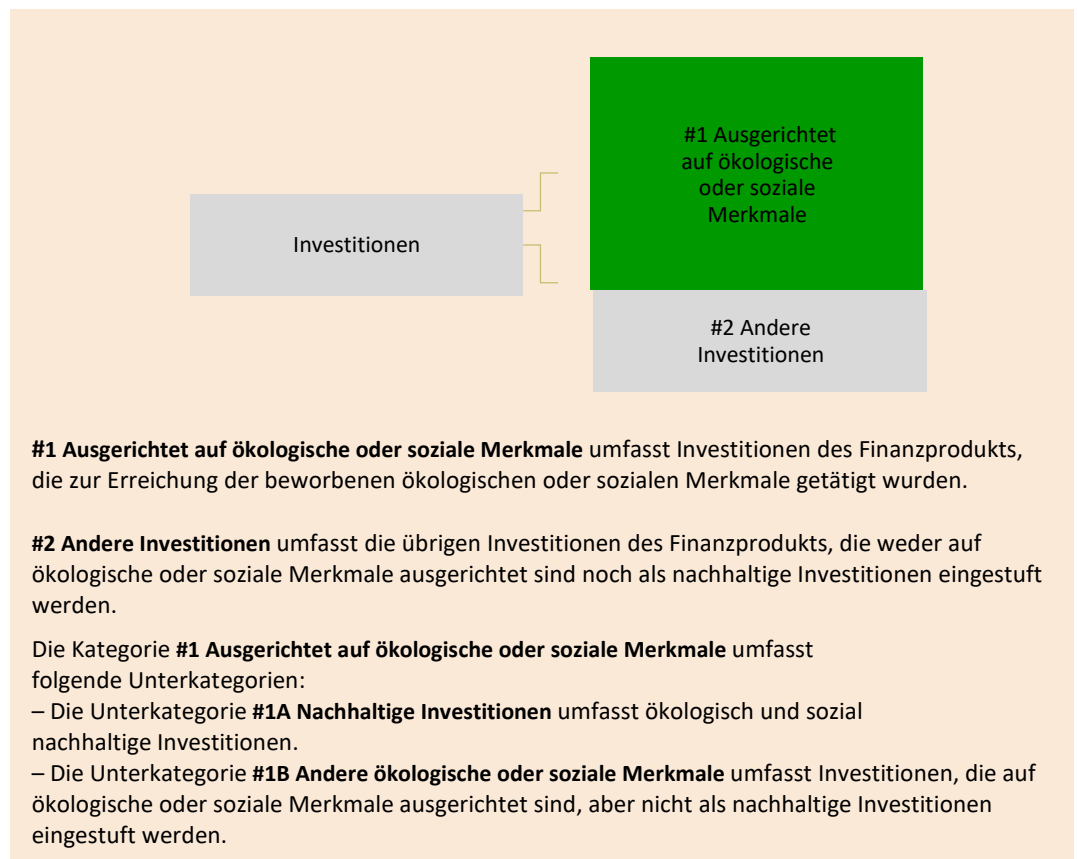 #1 Ausgerichtet
auf ökologische
oder soziale
Merkmale
Investitionen
#2 Andere
Investitionen
#1 Ausgerichtet auf ökologische oder soziale Merkmale umfasst Investitionen des Finanzprodukts,
die zur Erreichung der beworbenen ökologischen oder sozialen Merkmale getätigt wurden.
#2 Andere Investitionen umfasst die übrigen Investitionen des Finanzprodukts, die weder auf
ökologische oder soziale Merkmale ausgerichtet sind noch als nachhaltige Investitionen eingestuft
werden.
Die Kategorie #1 Ausgerichtet auf ökologische oder soziale Merkmale umfasst
folgende Unterkategorien:
– Die Unterkategorie #1A Nachhaltige Investitionen umfasst ökologisch und sozial
nachhaltige Investitionen.
– Die Unterkategorie #1B Andere ökologische oder soziale Merkmale umfasst Investitionen, die auf
ökologische oder soziale Merkmale ausgerichtet sind, aber nicht als nachhaltige Investitionen
eingestuft werden.